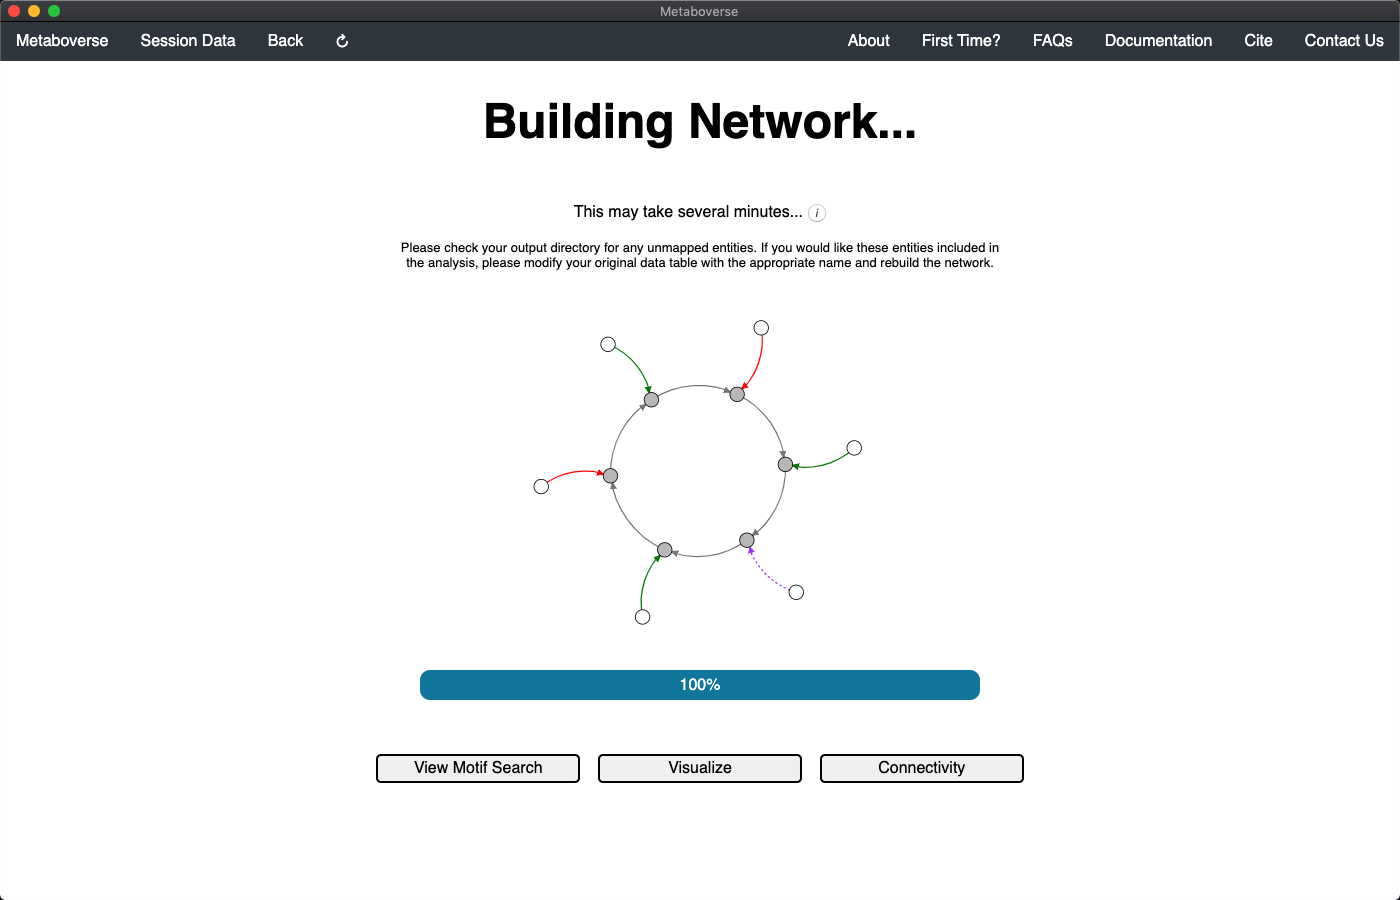 Metaboverse
Metaboverse Session Data Back About First Time? FAQs Documentation Cite Contact Us
Building Network...
This may take several minutes... i
Please check your output directory for any unmapped entities. If you would like these entities included in
the analysis, please modify your original data table with the appropriate name and rebuild the network.
100%
View Motif Search Visualize Connectivity